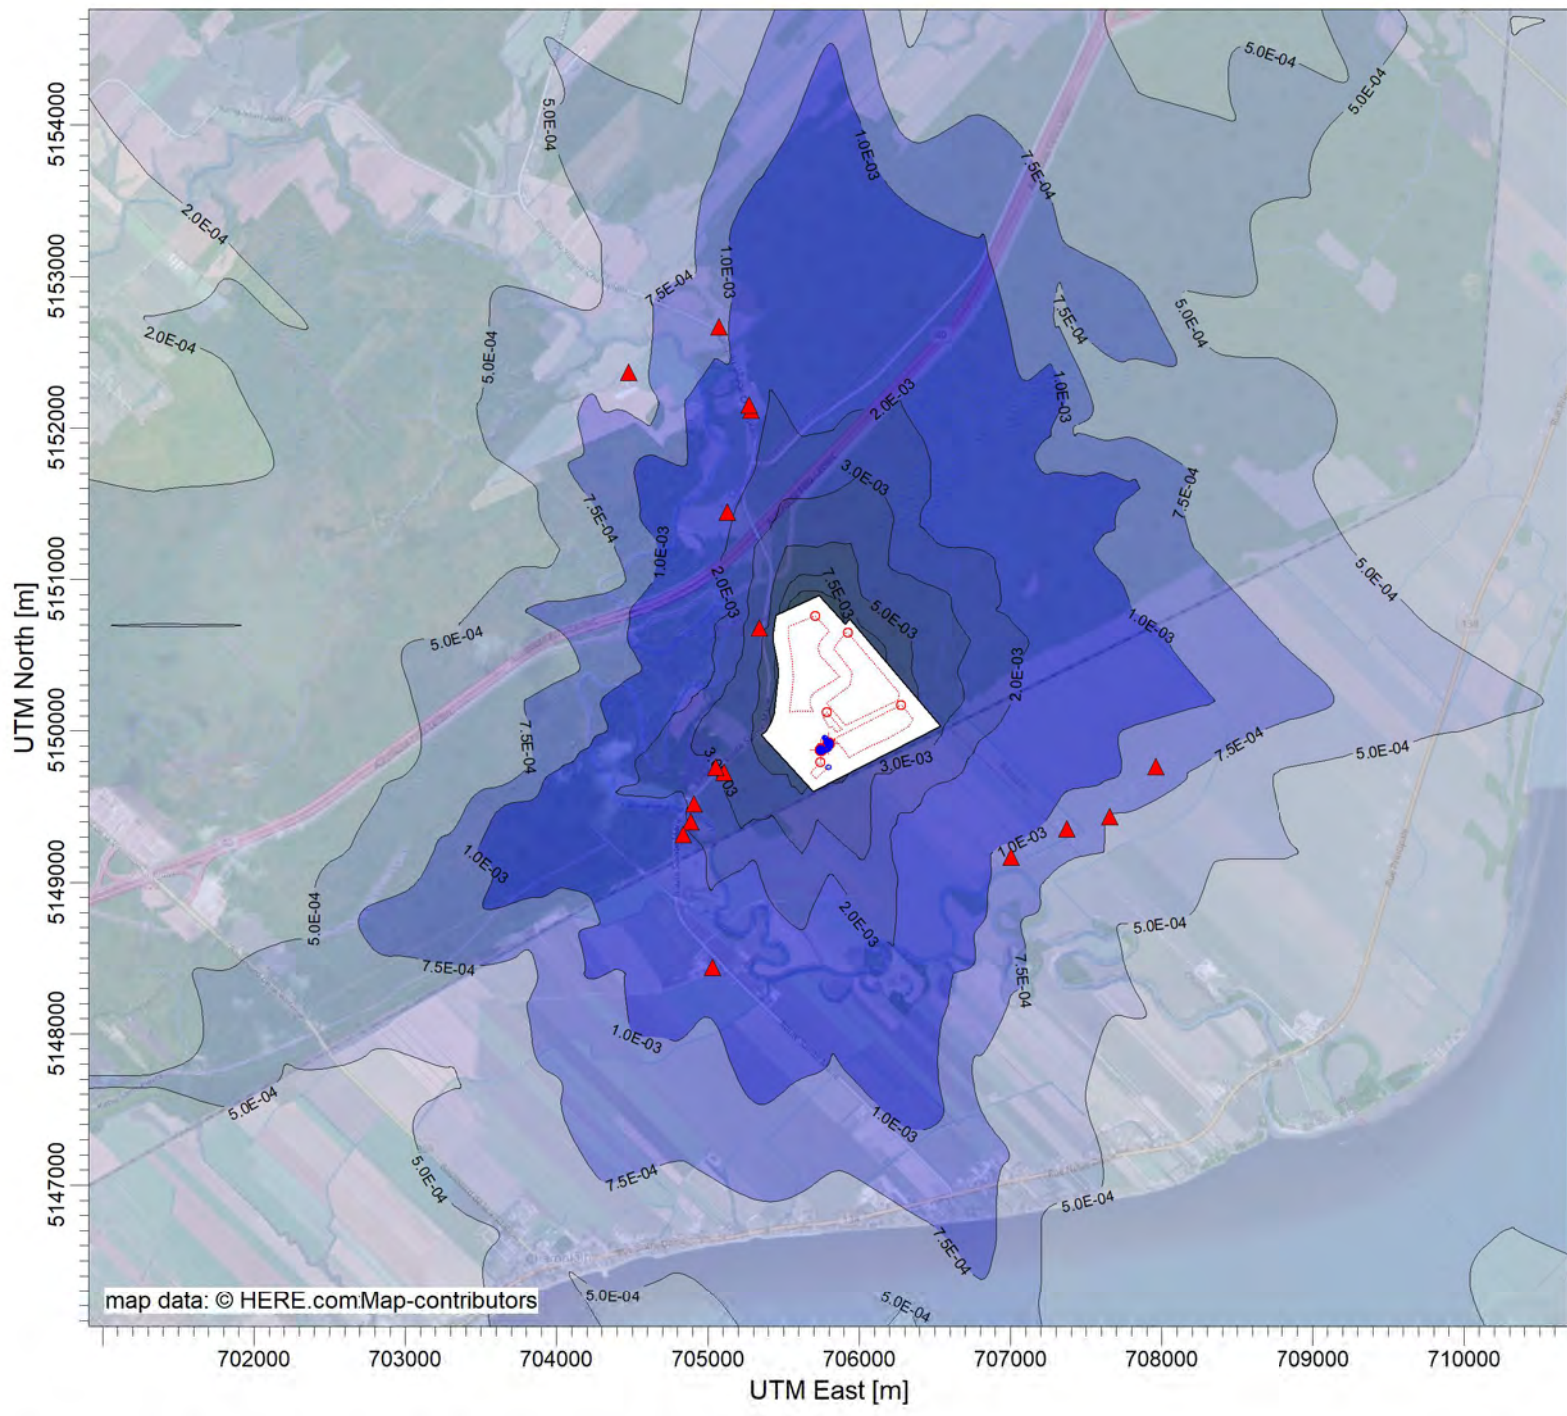 5.0E-04
5.0E-04
5.0E-04
1.0E-03
7.5E-04
2.0E-04
1.0E-03
7.5E-04
2.0E-04
5.0E-04
5.0E-04
7.5E-04
1.0E-03
2.0E-03
3.0E-03
7.5E-04
7.5E-04
1.0E-03
2.0E-03
7.5E-03
5.0E-03
5.0E-04
1.0E-03
5.0E-04
2.0E-03
138
7.5E-04
3.0E-03
3.0E-03
7.5E-04
5.0E-04
1.0E-03
1.0E-03
5.0E-04
2.0E-03
5.0E-04
7.5E-04
7.5E-04
1.0E-03
5.0E-04
1.0E-03
5.0E-04
7.5E-04
5.0E-04
7.5E-04
5.0E-04
5.0E-04
map data: © HERE.com:Map-contributors
UTM North [m]
5154000
5153000
5152000
5151000
5150000
5149000
5148000
5147000
702000 703000 704000 705000 706000 707000 708000 709000 710000
UTM East [m]